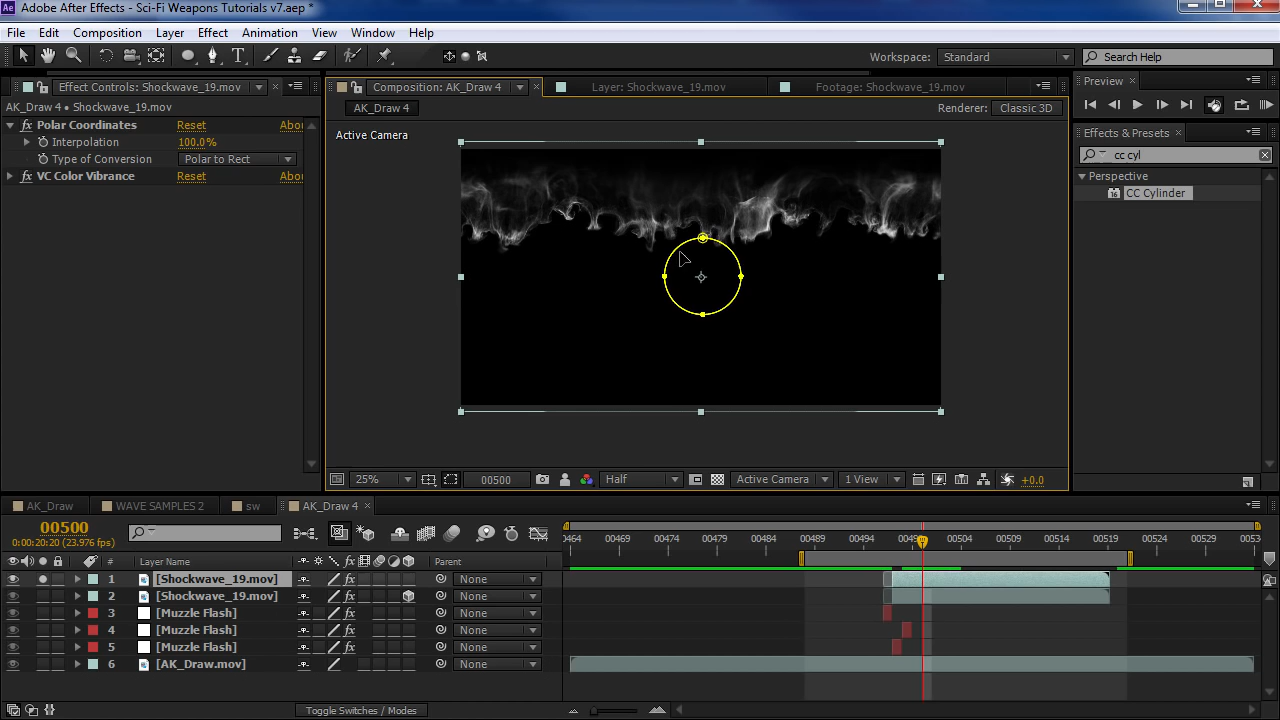 Adobe After Effects - Sci-Fi Weapons Tutorials v7.aep *
File Edit Composition Layer Effect Animation View Window Help
Workspace: Standard Search Help
Effect Controls: Shockwave_19.mov
Composition: AK_Draw 4
Layer: Shockwave_19.mov
Footage: Shockwave_19.mov
Preview
AK_Draw 4 • Shockwave_19.mov
AK_Draw 4
Renderer: Classic 3D
Polar Coordinates Reset Abou
Interpolation 100.0%
Type of Conversion Polar to Rect
VC Color Vibrance Reset Abou
Active Camera
Effects & Presets
cc cyl
Perspective
16 CC Cylinder
25% 00500 Half Active Camera 1 View +0.0
AK_Draw WAVE SAMPLES 2 sw AK_Draw 4
00500
0:00:20:20 (23.976 fps)
00469 00474 00479 00484 00489 00494 00499 00504 00509 00514 00519 00524 00529
# Layer Name Parent
1 [Shockwave_19.mov] fx None
2 [Shockwave_19.mov] None
3 [Muzzle Flash] fx None
4 [Muzzle Flash] fx None
5 [Muzzle Flash] fx None
6 [AK_Draw.mov] None
Toggle Switches / Modes